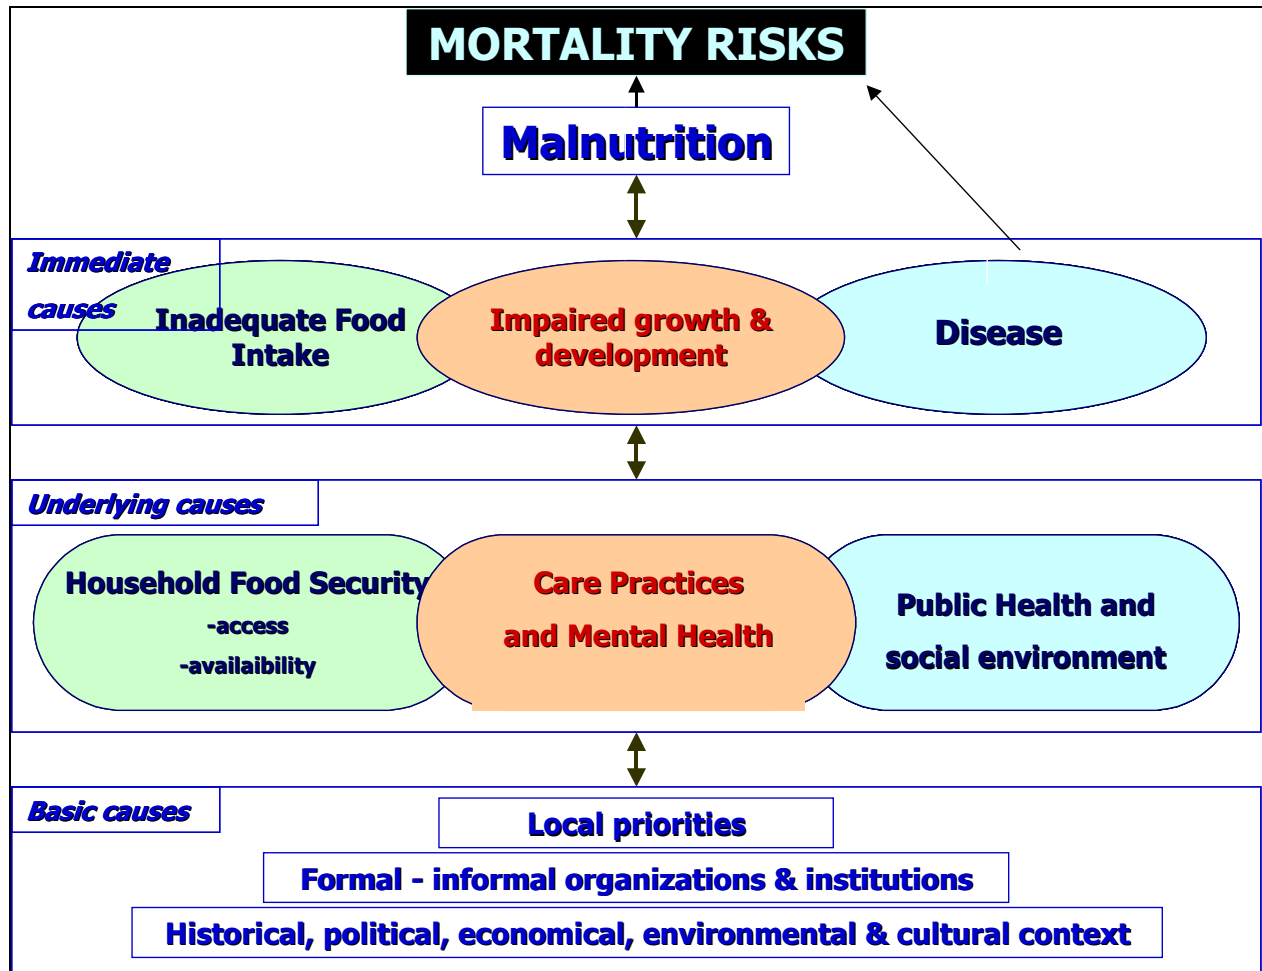 MORTALITY RISKS
Malnutrition
Immediate
causes
Inadequate Food
Intake
Impaired growth &
development
Disease
Underlying causes
Household Food Security
-access
-availaibility
Care Practices
and Mental Health
Public Health and
social environment
Basic causes
Local priorities
Formal - informal organizations & institutions
Historical, political, economical, environmental & cultural context